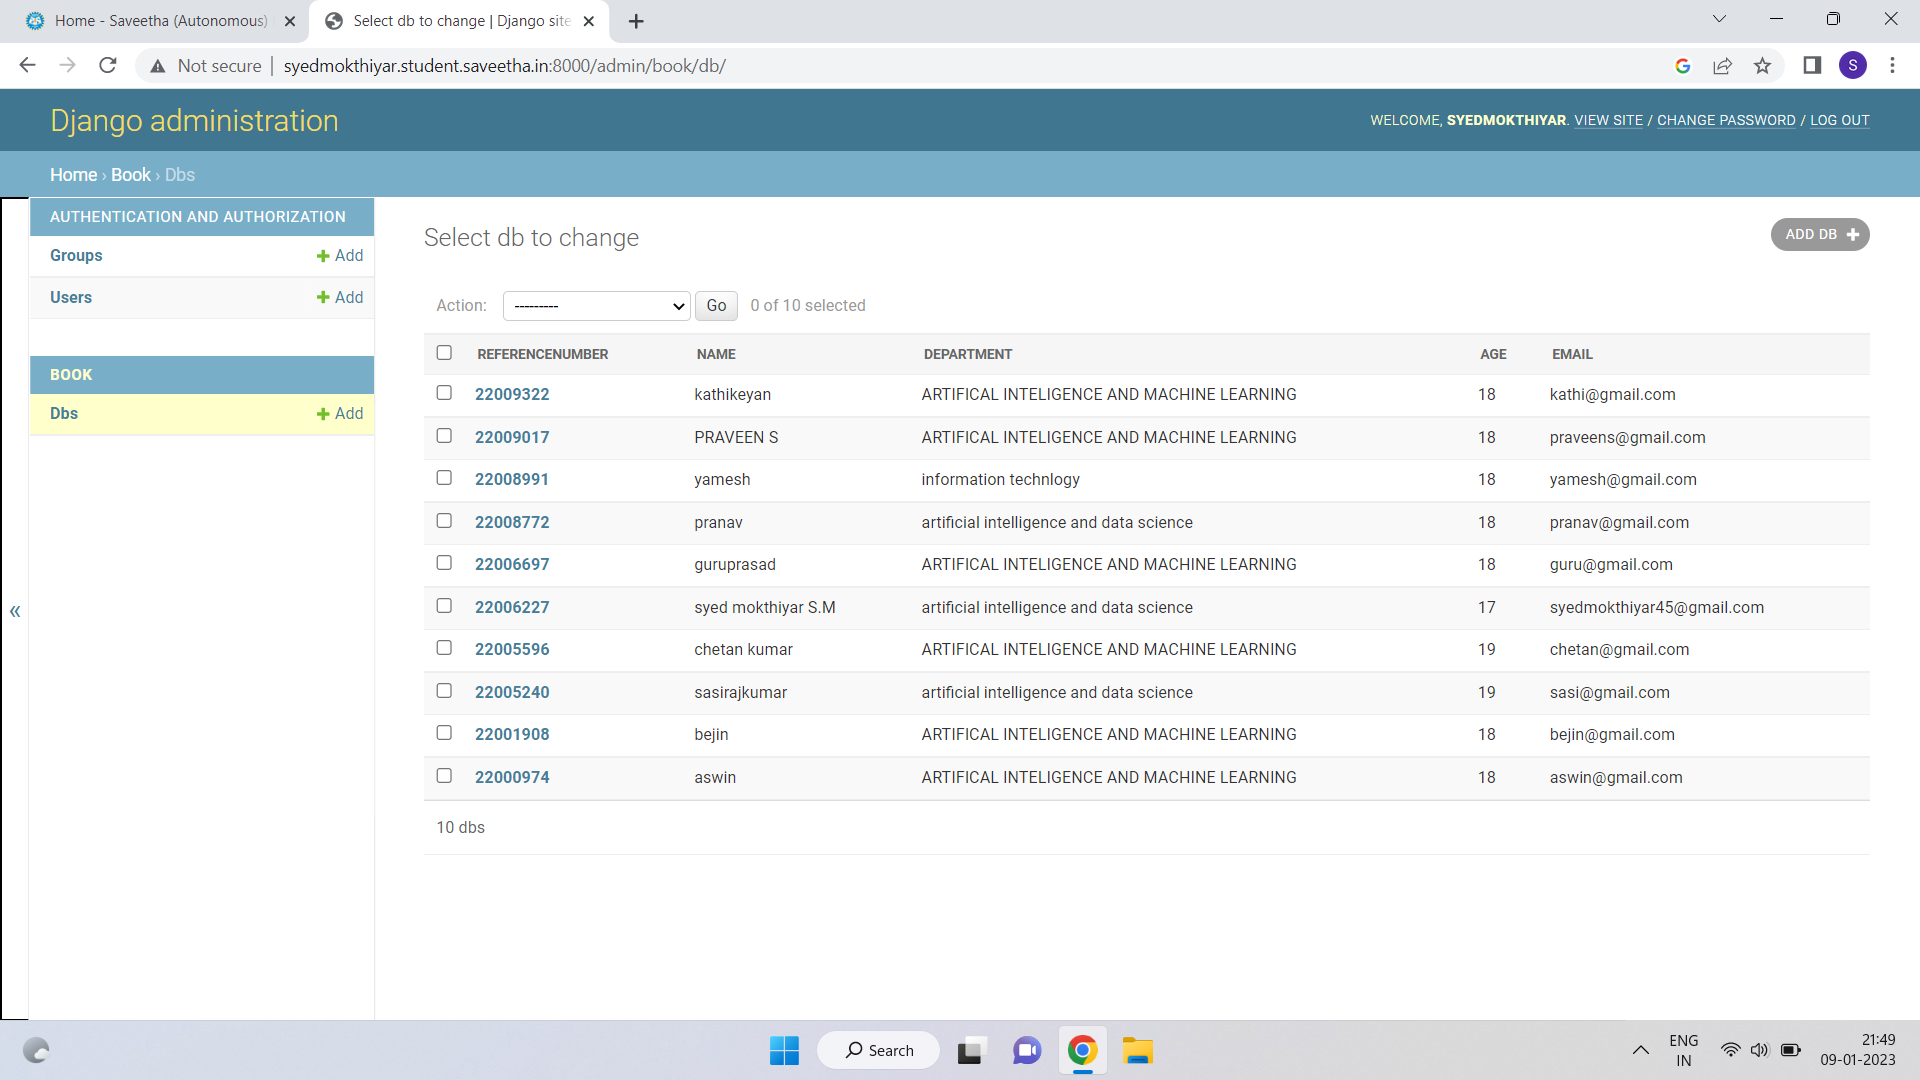 Home - Saveetha (Autonomous)
Select db to change | Django site
Not secure | syedmokthiyar.student.saveetha.in:8000/admin/book/db/
S
Django administration
WELCOME, SYEDMOKTHIYAR. VIEW SITE / CHANGE PASSWORD / LOG OUT
Home › Book › Dbs
AUTHENTICATION AND AUTHORIZATION
Groups + Add
Users + Add
BOOK
Dbs + Add
«
Select db to change
ADD DB +
Action: --------- Go 0 of 10 selected
REFERENCENUMBER NAME DEPARTMENT AGE EMAIL
22009322 kathikeyan ARTIFICAL INTELIGENCE AND MACHINE LEARNING 18 kathi@gmail.com
22009017 PRAVEEN S ARTIFICAL INTELIGENCE AND MACHINE LEARNING 18 praveens@gmail.com
22008991 yamesh information technlogy 18 yamesh@gmail.com
22008772 pranav artificial intelligence and data science 18 pranav@gmail.com
22006697 guruprasad ARTIFICAL INTELIGENCE AND MACHINE LEARNING 18 guru@gmail.com
22006227 syed mokthiyar S.M artificial intelligence and data science 17 syedmokthiyar45@gmail.com
22005596 chetan kumar ARTIFICAL INTELIGENCE AND MACHINE LEARNING 19 chetan@gmail.com
22005240 sasirajkumar artificial intelligence and data science 19 sasi@gmail.com
22001908 bejin ARTIFICAL INTELIGENCE AND MACHINE LEARNING 18 bejin@gmail.com
22000974 aswin ARTIFICAL INTELIGENCE AND MACHINE LEARNING 18 aswin@gmail.com
10 dbs
Search
ENG
IN
21:49
09-01-2023